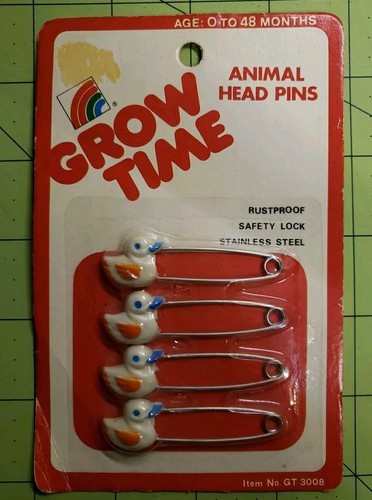 AGE: 0 TO 48 MONTHS
ANIMAL
HEAD PINS
®
GROW
TIME
RUSTPROOF
SAFETY LOCK
STAINLESS STEEL
Item No. GT 3008